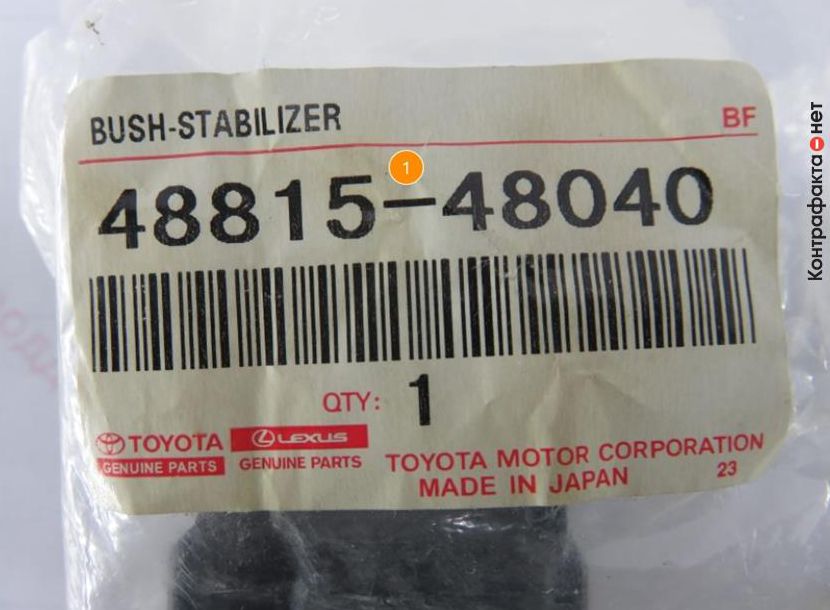 BUSH-STABILIZER BF
1
48815-48040
QTY: 1
TOYOTA LEXUS
GENUINE PARTS GENUINE PARTS
TOYOTA MOTOR CORPORATION
MADE IN JAPAN 23
Контрафакта нет